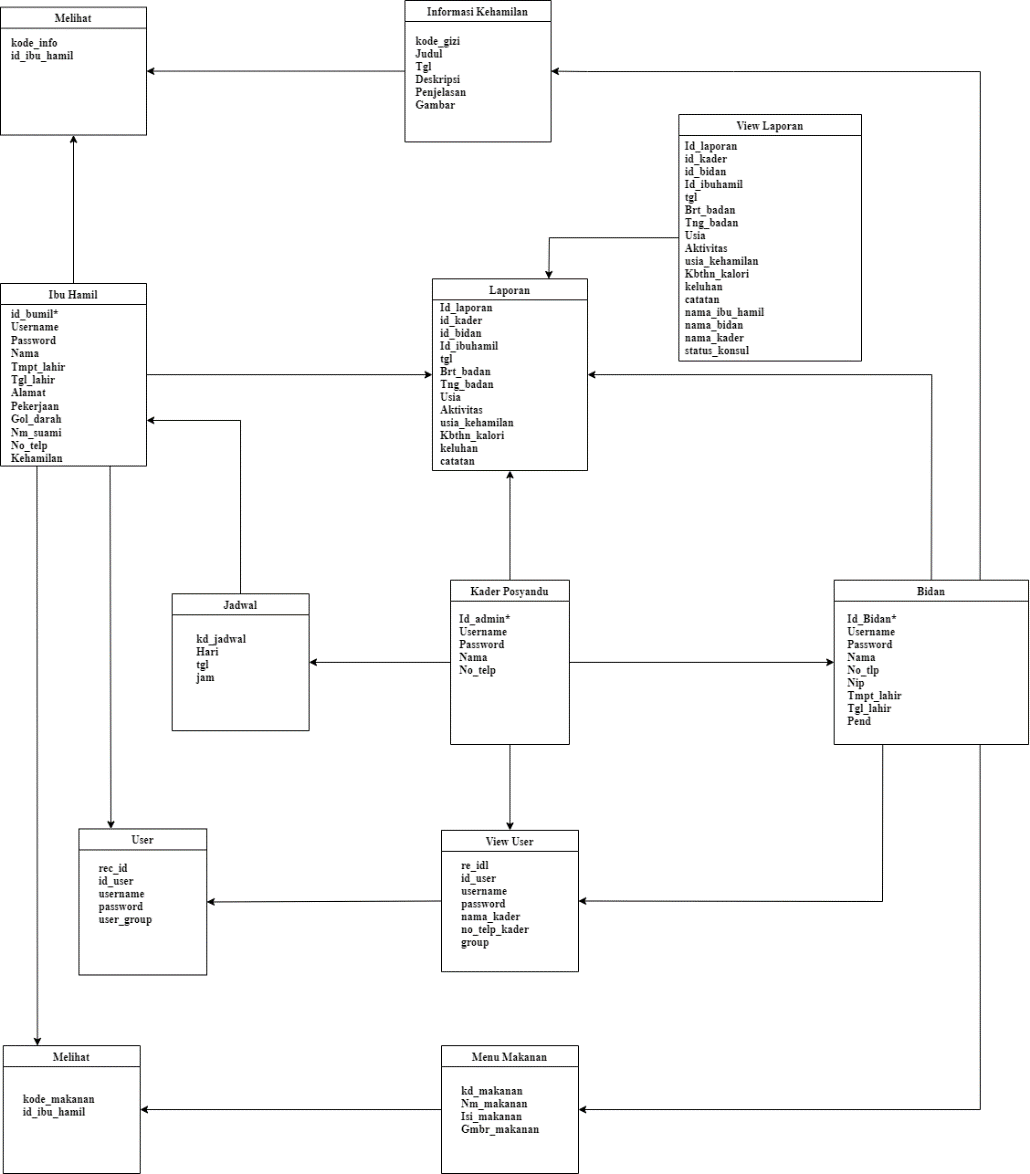 Melihat
kode_info
id_ibu_hamil
Informasi Kehamilan
kode_gizi
Judul
Tgl
Deskripsi
Penjelasan
Gambar
View Laporan
Id_laporan
id_kader
id_bidan
Id_ibuhamil
tgl
Brt_badan
Tng_badan
Usia
Aktivitas
usia_kehamilan
Kbthn_kalori
keluhan
catatan
nama_ibu_hamil
nama_bidan
nama_kader
status_konsul
Ibu Hamil
id_bumil*
Username
Password
Nama
Tmpt_lahir
Tgl_lahir
Alamat
Pekerjaan
Gol_darah
Nm_suami
No_telp
Kehamilan
Laporan
Id_laporan
id_kader
id_bidan
Id_ibuhamil
tgl
Brt_badan
Tng_badan
Usia
Aktivitas
usia_kehamilan
Kbthn_kalori
keluhan
catatan
Jadwal
kd_jadwal
Hari
tgl
jam
Kader Posyandu
Id_admin*
Username
Password
Nama
No_telp
Bidan
Id_Bidan*
Username
Password
Nama
No_tlp
Nip
Tmpt_lahir
Tgl_lahir
Pend
User
rec_id
id_user
username
password
user_group
View User
re_idl
id_user
username
password
nama_kader
no_telp_kader
group
Melihat
kode_makanan
id_ibu_hamil
Menu Makanan
kd_makanan
Nm_makanan
Isi_makanan
Gmbr_makanan